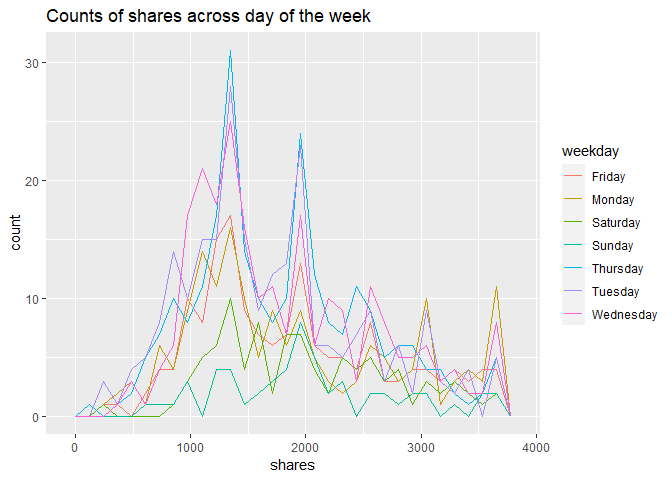 Counts of shares across day of the week
30
20
10
0
count
0
1000
2000
3000
4000
shares
weekday
Friday
Monday
Saturday
Sunday
Thursday
Tuesday
Wednesday